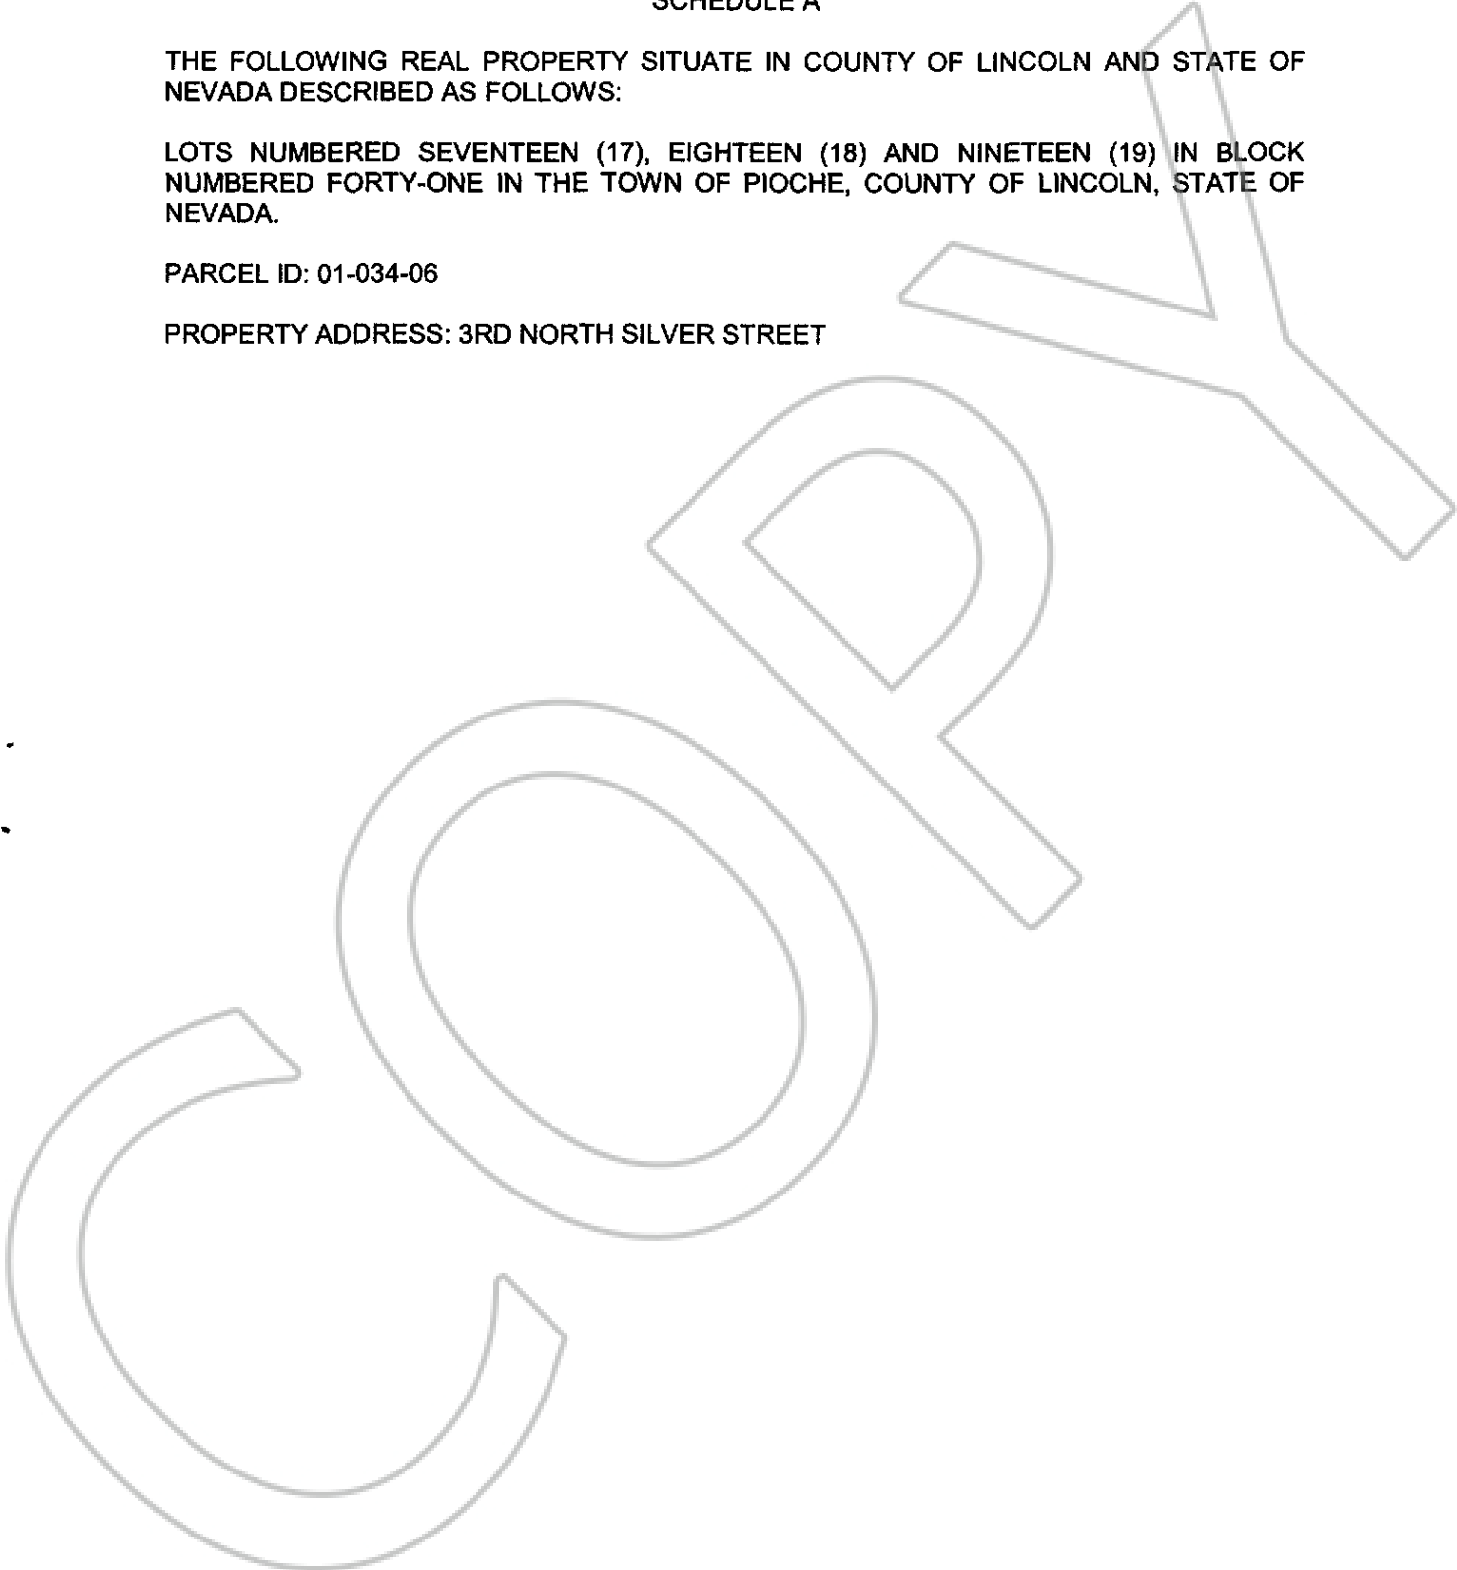 SCHEDULE A
THE FOLLOWING REAL PROPERTY SITUATE IN COUNTY OF LINCOLN AND STATE OF
NEVADA DESCRIBED AS FOLLOWS:
LOTS NUMBERED SEVENTEEN (17), EIGHTEEN (18) AND NINETEEN (19) IN BLOCK
NUMBERED FORTY-ONE IN THE TOWN OF PIOCHE, COUNTY OF LINCOLN, STATE OF
NEVADA.
PARCEL ID: 01-034-06
PROPERTY ADDRESS: 3RD NORTH SILVER STREET
COPY